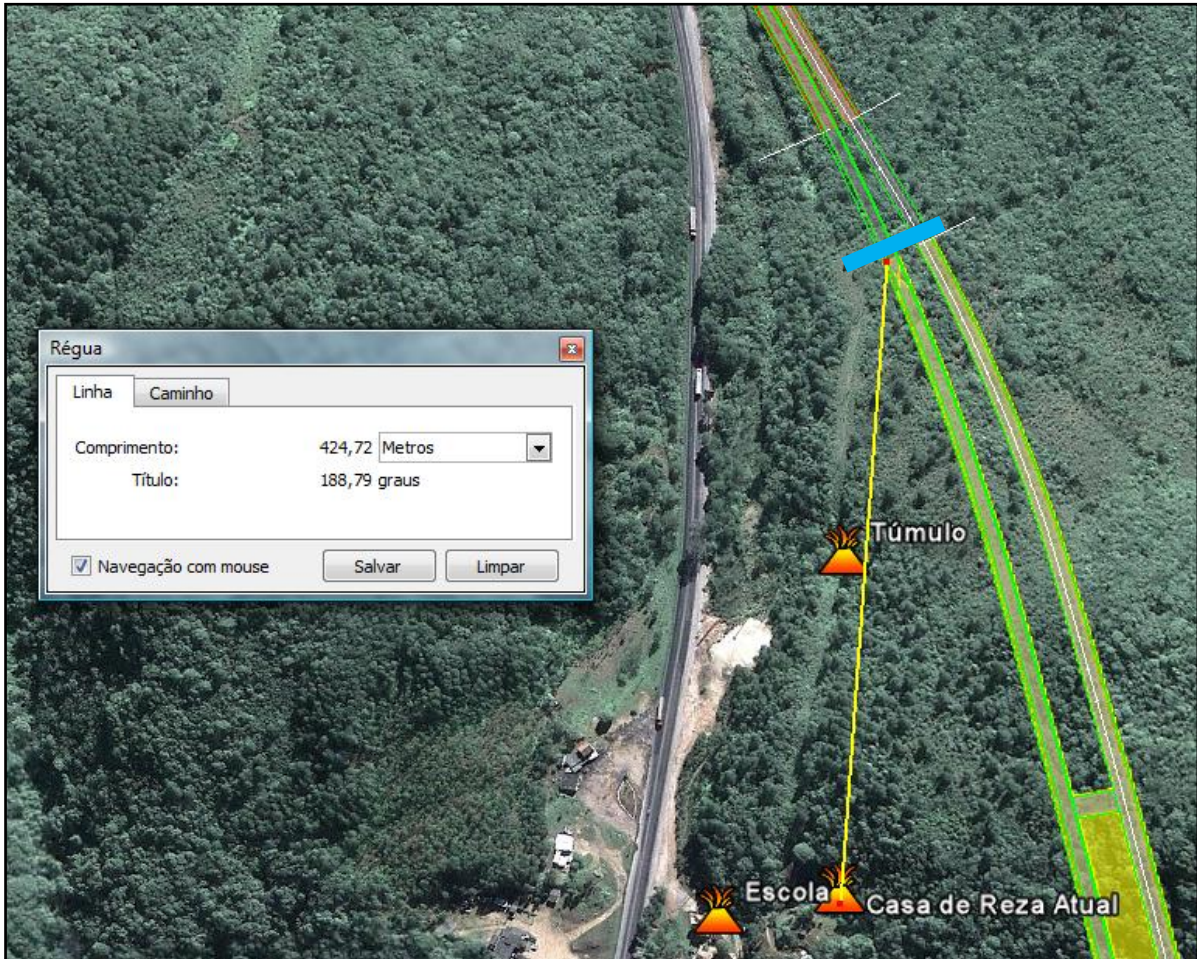 Régua
Linha
Caminho
Comprimento:
424,72
Metros
Título:
188,79 graus
Navegação com mouse
Salvar
Limpar
Túmulo
Escola
Casa de Reza Atual